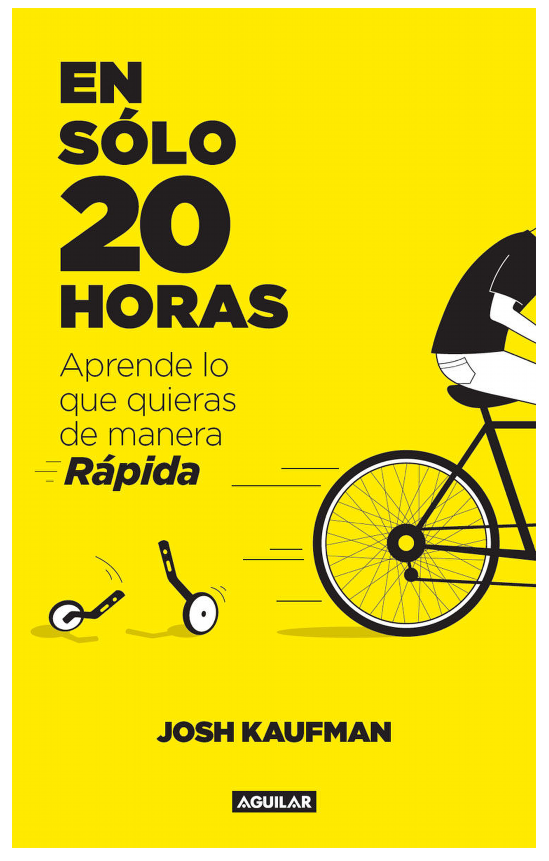 EN
SÓLO
20
HORAS
Aprende lo
que quieras
de manera
Rápida
JOSH KAUFMAN
AGUILAR